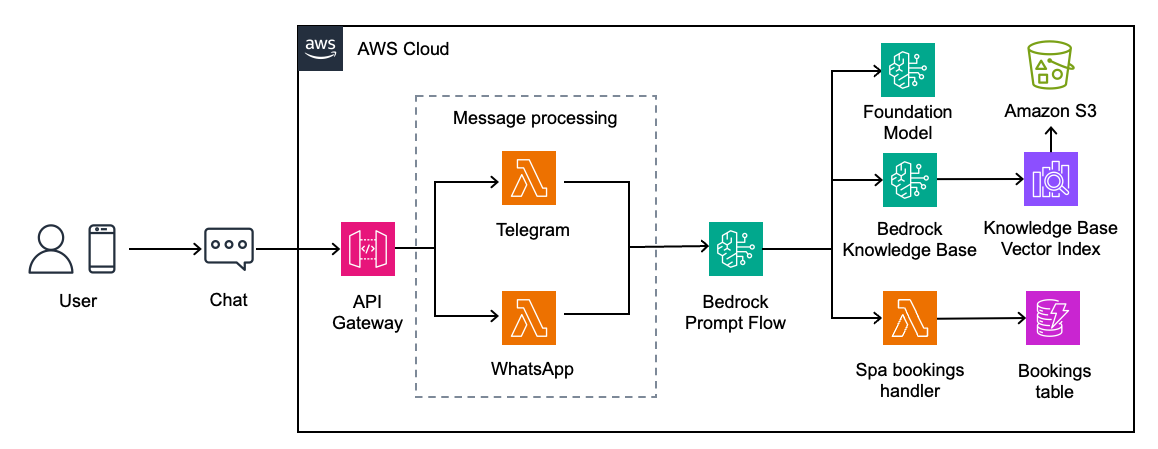 aws
AWS Cloud
Message processing
Telegram
WhatsApp
User
Chat
API
Gateway
Bedrock
Prompt Flow
Foundation
Model
Amazon S3
Bedrock
Knowledge Base
Knowledge Base
Vector Index
Spa bookings
handler
Bookings
table